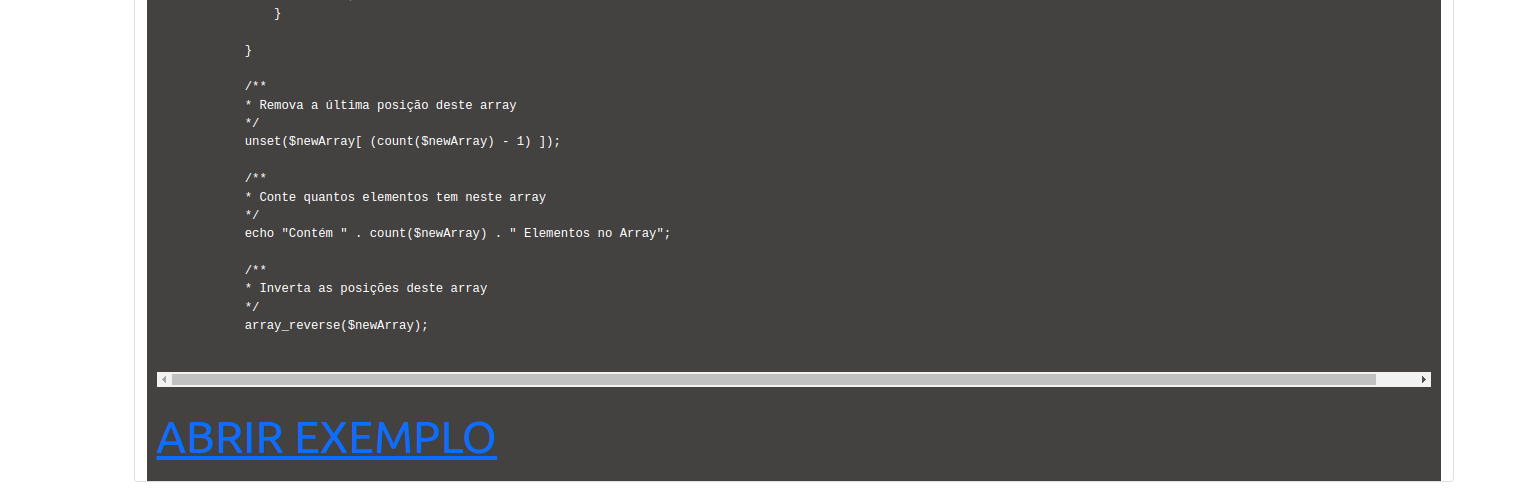 }
}
/**
* Remova a última posição deste array
*/
unset($newArray[ (count($newArray) - 1) ]);
/**
* Conte quantos elementos tem neste array
*/
echo "Contém " . count($newArray) . " Elementos no Array";
/**
* Inverta as posições deste array
*/
array_reverse($newArray);
ABRIR EXEMPLO